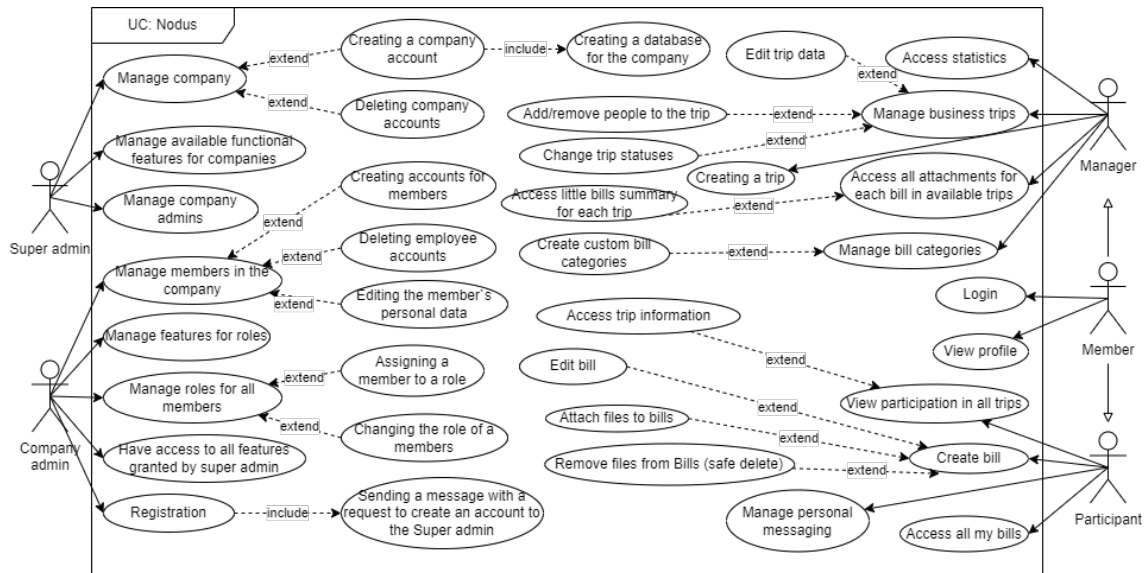 UC: Nodus
Manage company
extend
Creating a company
account
include
Creating a database
for the company
extend
Deleting company
accounts
Manage available functional
features for companies
Manage company
admins
Super admin
Creating accounts for
members
extend
Manage members in the
company
Deleting employee
accounts
extend
Editing the member`s
personal data
extend
Manage features for roles
Manage roles for all
members
Assigning a
member to a role
extend
Changing the role of a
members
extend
Have access to all features
granted by super admin
Company
admin
Registration
include
Sending a message with a
request to create an account to
the Super admin
Edit trip data
extend
Access statistics
Add/remove people to the trip
extend
Manage business trips
Change trip statuses
extend
Creating a trip
Manager
Access little bills summary
for each trip
extend
Access all attachments for
each bill in available trips
Create custom bill
categories
extend
Manage bill categories
Login
View profile
Member
Access trip information
extend
View participation in all trips
Edit bill
extend
Attach files to bills
extend
Create bill
Remove files from Bills (safe delete)
extend
Manage personal
messaging
Access all my bills
Participant